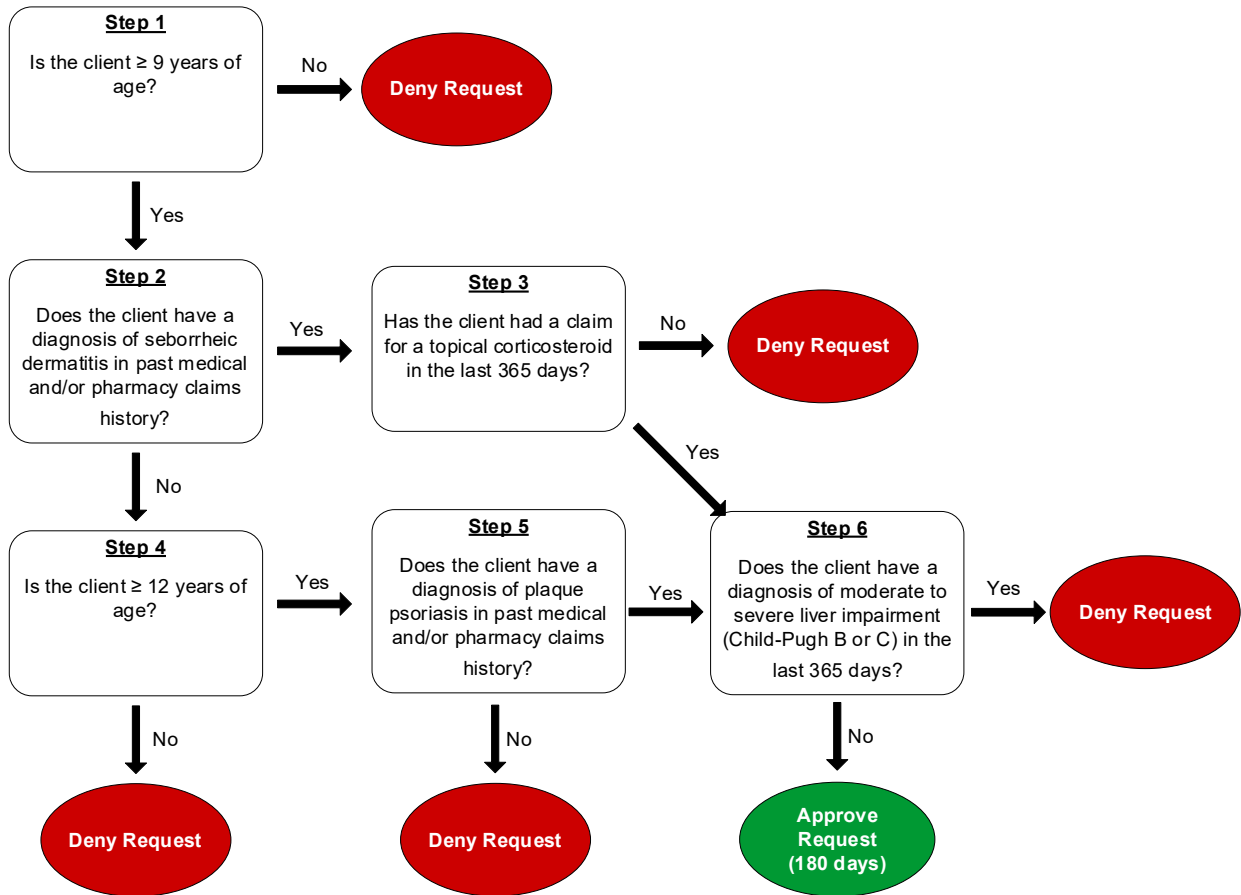 Step 1
Is the client ≥ 9 years of
age?
No
Deny Request
Yes
Step 2
Does the client have a
diagnosis of seborrheic
dermatitis in past medical
and/or pharmacy claims
history?
Yes
Step 3
Has the client had a claim
for a topical corticosteroid
in the last 365 days?
No
Deny Request
Yes
No
Step 4
Is the client ≥ 12 years of
age?
Yes
Step 5
Does the client have a
diagnosis of plaque
psoriasis in past medical
and/or pharmacy claims
history?
Yes
Step 6
Does the client have a
diagnosis of moderate to
severe liver impairment
(Child-Pugh B or C) in the
last 365 days?
Yes
Deny Request
No
Deny Request
No
Deny Request
No
Approve
Request
(180 days)